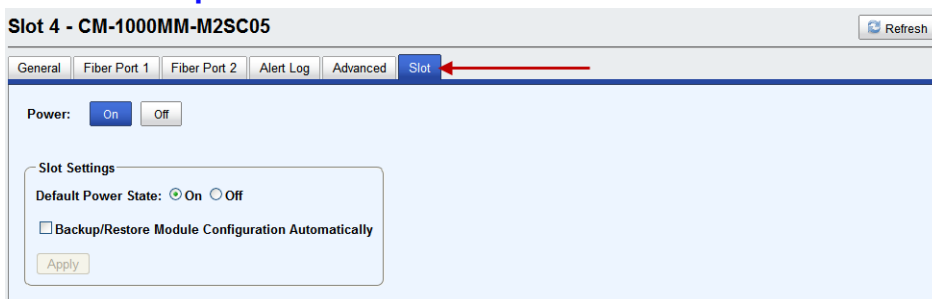 Slot 4 - CM-1000MM-M2SC05
Refresh
General Fiber Port 1 Fiber Port 2 Alert Log Advanced Slot
Power: On Off
Slot Settings
Default Power State: On Off
Backup/Restore Module Configuration Automatically
Apply